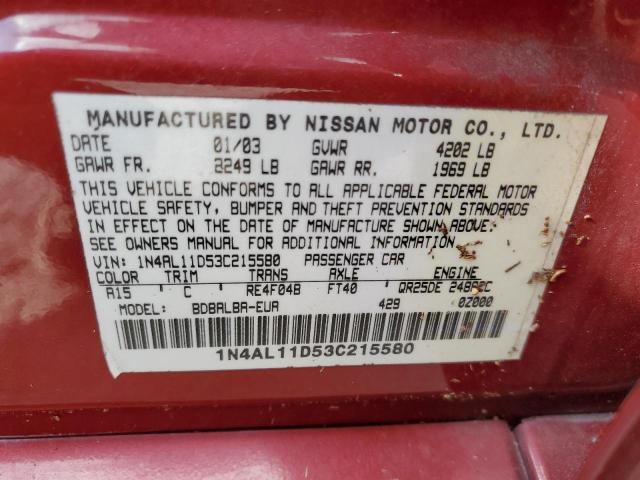 MANUFACTURED BY NISSAN MOTOR CO., LTD.
DATE 01/03 GVWR 4202 LB
GAWR FR. 2249 LB GAWR RR. 1969 LB
THIS VEHICLE CONFORMS TO ALL APPLICABLE FEDERAL MOTOR
VEHICLE SAFETY, BUMPER AND THEFT PREVENTION STANDARDS
IN EFFECT ON THE DATE OF MANUFACTURE SHOWN ABOVE.
SEE OWNERS MANUAL FOR ADDITIONAL INFORMATION
VIN: 1N4AL11D53C215580 PASSENGER CAR
COLOR TRIM TRANS AXLE ENGINE
A15 C RE4F04B FT40 QR25DE
MODEL: BDBALBA-EUA 429 0Z000
1N4AL11D53C215580